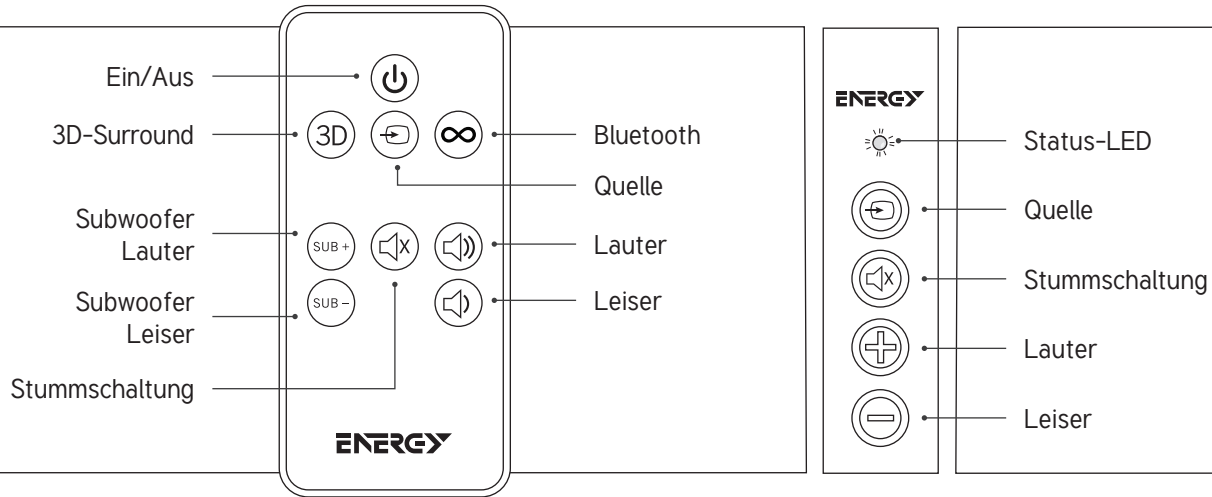 Ein/Aus
3D-Surround
3D
Bluetooth
Quelle
Subwoofer
Lauter
SUB +
Lauter
Subwoofer
Leiser
SUB –
Leiser
Stummschaltung
ENERGY
ENERGY
Status-LED
Quelle
Stummschaltung
Lauter
Leiser